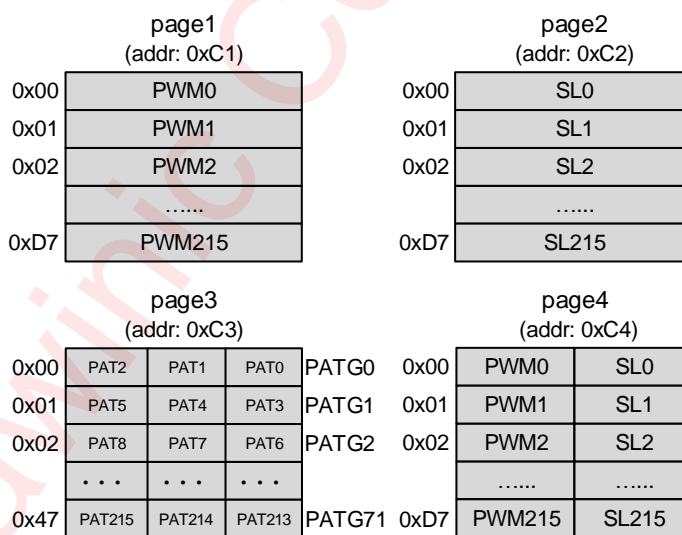 page1
(addr: 0xC1)
0x00 PWM0
0x01 PWM1
0x02 PWM2
…...
0xD7 PWM215
page2
(addr: 0xC2)
0x00 SL0
0x01 SL1
0x02 SL2
…...
0xD7 SL215
page3
(addr: 0xC3)
0x00 PAT2 PAT1 PAT0 PATG0
0x01 PAT5 PAT4 PAT3 PATG1
0x02 PAT8 PAT7 PAT6 PATG2
··· ··· ···
0x47 PAT215 PAT214 PAT213 PATG71
page4
(addr: 0xC4)
0x00 PWM0 SL0
0x01 PWM1 SL1
0x02 PWM2 SL2
…... …...
0xD7 PWM215 SL215